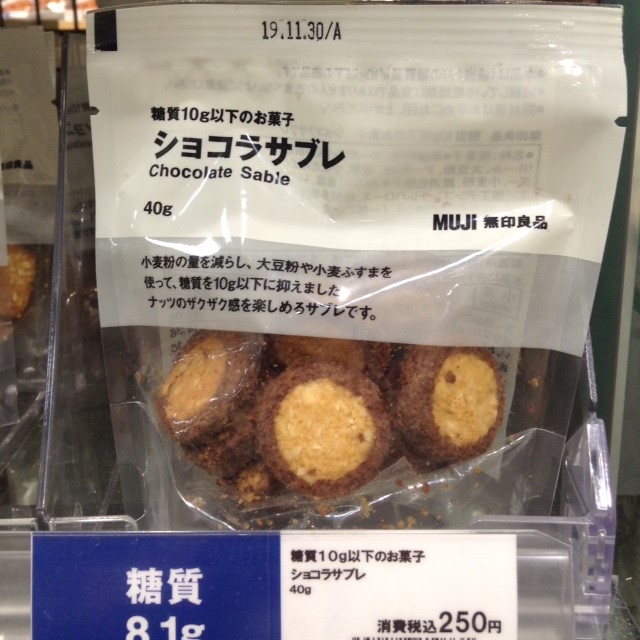 19.11.30/A
糖質10g以下のお菓子
ショコラサブレ
Chocolate Sable
40g
MUJI 無印良品
小麦粉の量を減らし、大豆粉や小麦ふすまを
使って、糖質を10g以下に抑えました。
ナッツのザクザク感を楽しめるサブレです。
無印良品
糖質
8.1g
糖質10g以下のお菓子
ショコラサブレ
40g
消費税込250円